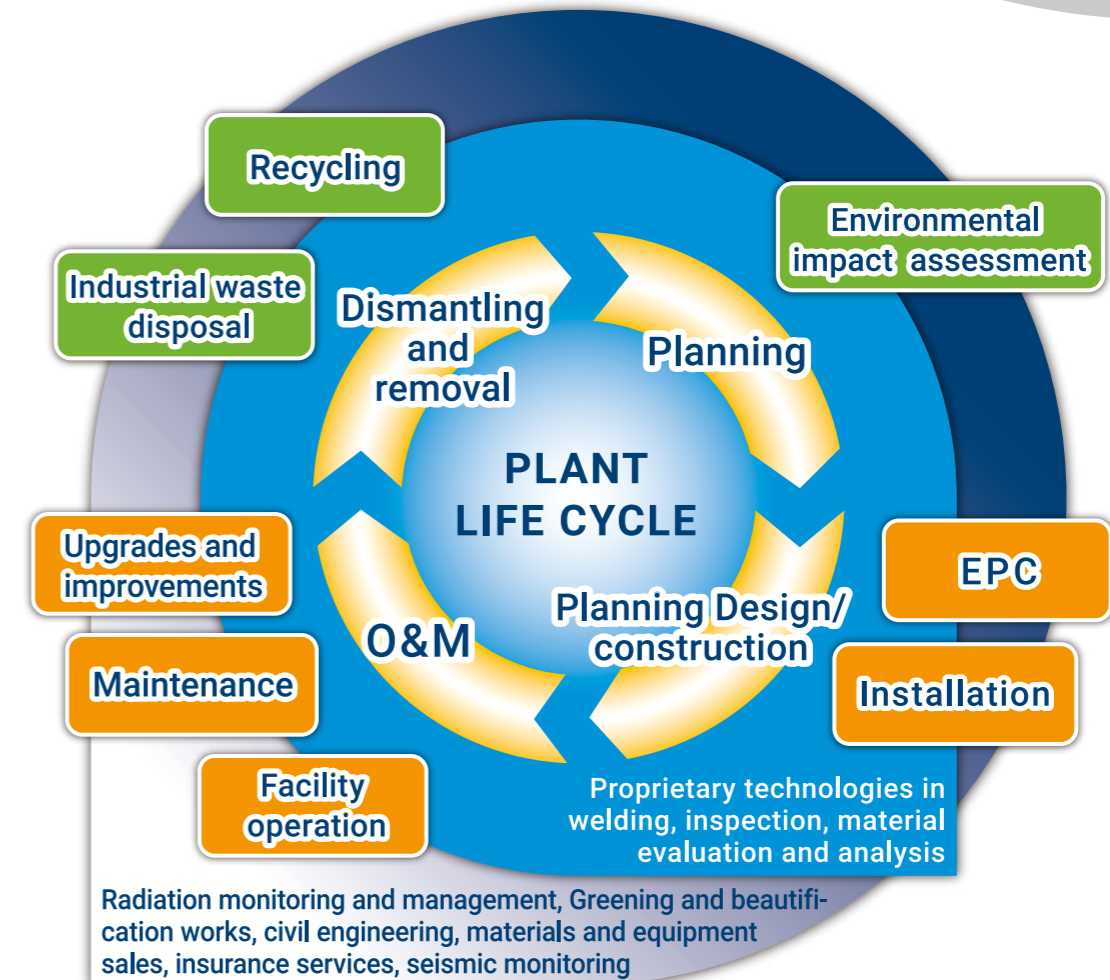 Recycling
Environmental
impact assessment
Industrial waste
disposal
Dismantling
and
removal
Planning
PLANT
LIFE CYCLE
Upgrades and
improvements
EPC
Planning Design/
construction
O&M
Maintenance
Installation
Facility
operation
Proprietary technologies in
welding, inspection, material
evaluation and analysis
Radiation monitoring and management, Greening and beautifi-
cation works, civil engineering, materials and equipment
sales, insurance services, seismic monitoring